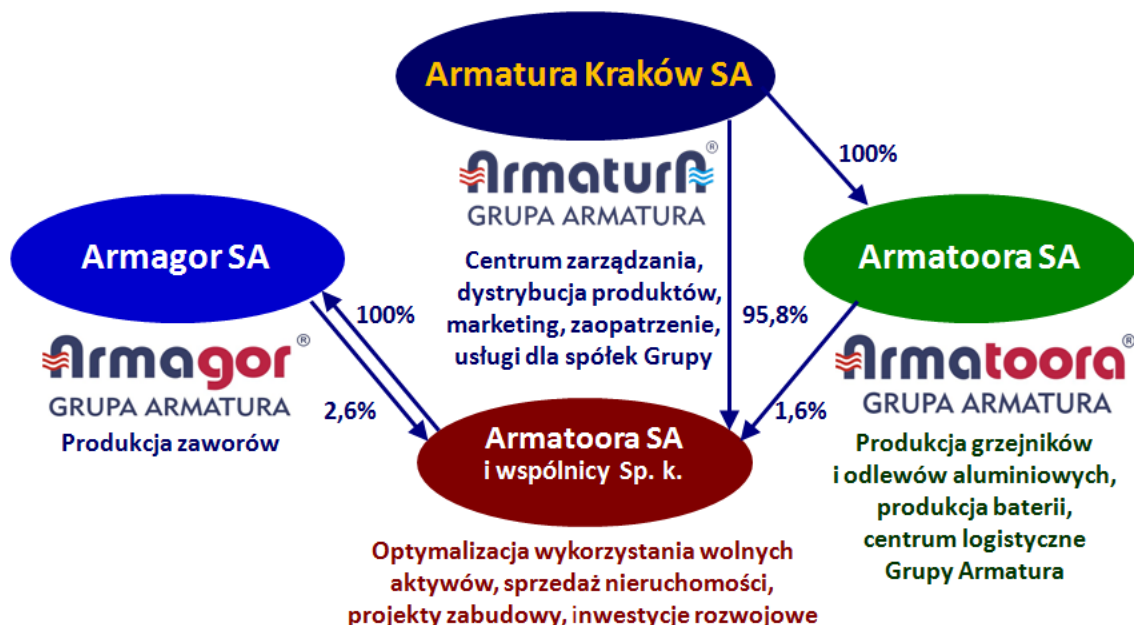 Armatura Kraków SA
100%
ArmaturA®
GRUPA ARMATURA
Centrum zarządzania,
dystrybucja produktów,
marketing, zaopatrzenie,
usługi dla spółek Grupy
95,8%
Armagor SA
100%
Armagor®
GRUPA ARMATURA
2,6%
Produkcja zaworów
Armatoora SA
Armatoora®
GRUPA ARMATURA
1,6%
Produkcja grzejników
i odlewów aluminiowych,
produkcja baterii,
centrum logistyczne
Grupy Armatura
Armatoora SA
i wspólnicy Sp. k.
Optymalizacja wykorzystania wolnych
aktywów, sprzedaż nieruchomości,
projekty zabudowy, inwestycje rozwojowe